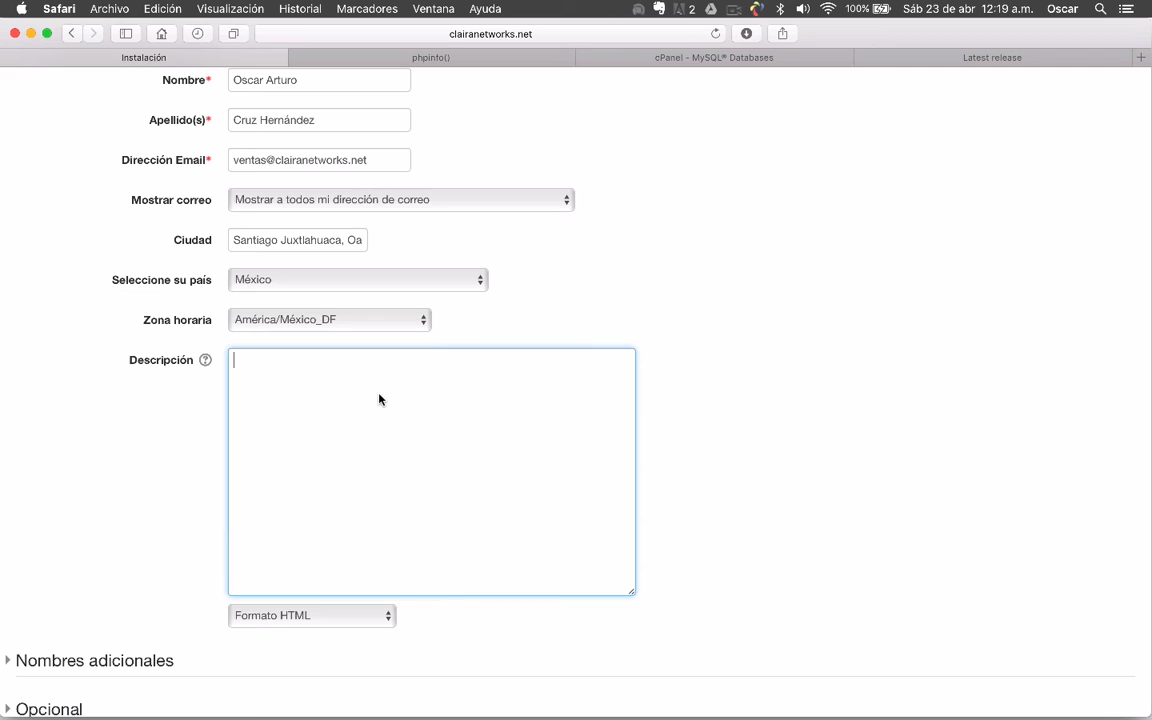 Safari Archivo Edición Visualización Historial Marcadores Ventana Ayuda 2 100% Sáb 23 de abr 12:19 a.m. Oscar
clairanetworks.net
Instalación phpinfo() cPanel - MySQL® Databases Latest release
Nombre* Oscar Arturo
Apellido(s)* Cruz Hernández
Dirección Email* ventas@clairanetworks.net
Mostrar correo Mostrar a todos mi dirección de correo
Ciudad Santiago Juxtlahuaca, Oa
Seleccione su país México
Zona horaria América/México_DF
Descripción ?
Formato HTML
Nombres adicionales
Opcional